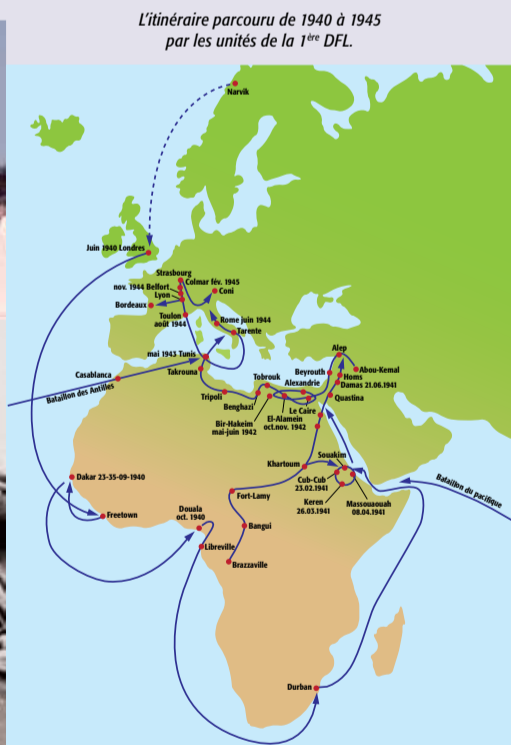 L'itinéraire parcouru de 1940 à 1945
par les unités de la 1ère DFL.
Narvik
Juin 1940 Londres
Strasbourg
Colmar fév. 1945
nov. 1944 Belfort
Coni
Lyon
Bordeaux
Toulon
août 1944
Rome juin 1944
Tarente
mai 1943 Tunis
Takrouna
Casablanca
Bataillon des Antilles
Tripoli
Benghazi
Tobrouk
Alexandrie
Bir-Hakeim
mai-juin 1942
El-Alamein
oct.nov. 1942
Le Caire
Alep
Beyrouth
Abou-Kemal
Homs
Damas 21.06.1941
Quastina
Khartoum
Souakim
Cub-Cub
23.02.1941
Keren
26.03.1941
Massouaouah
08.04.1941
Bataillon du pacifique
Dakar 23-35-09-1940
Freetown
Douala
oct. 1940
Fort-Lamy
Bangui
Libreville
Brazzaville
Durban